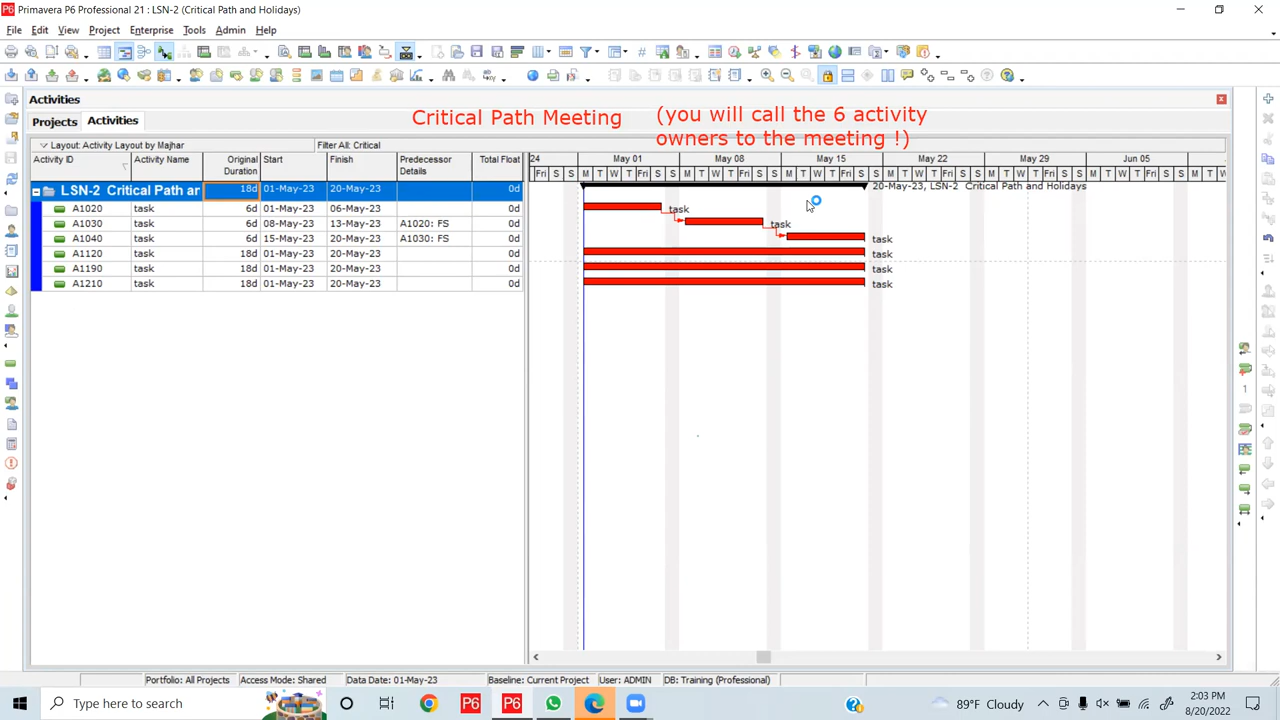 Primavera P6 Professional 21 : LSN-2 (Critical Path and Holidays)
File Edit View Project Enterprise Tools Admin Help
Activities
Critical Path Meeting
(you will call the 6 activity
owners to the meeting !)
Projects Activities
Layout: Activity Layout by Majhar Filter All: Critical
Activity ID Activity Name Original Duration Start Finish Predecessor Details Total Float
24 May 01 May 08 May 15 May 22 May 29 Jun 05
Fri S S M T W T Fri S S M T W T Fri S S M T W T Fri S S M T W T Fri S S M T W T Fri S S M T W T Fri S S M T
LSN-2 Critical Path ar 18d 01-May-23 20-May-23 0d
20-May-23, LSN-2 Critical Path and Holidays
A1020 task 6d 01-May-23 06-May-23 0d task
A1030 task 6d 08-May-23 13-May-23 A1020: FS 0d task
A1040 task 6d 15-May-23 20-May-23 A1030: FS 0d task
A1120 task 18d 01-May-23 20-May-23 0d task
A1190 task 18d 01-May-23 20-May-23 0d task
A1210 task 18d 01-May-23 20-May-23 0d task
Portfolio: All Projects Access Mode: Shared Data Date: 01-May-23 Baseline: Current Project User: ADMIN DB: Training (Professional)
Type here to search
89°F Cloudy
2:03 PM
8/20/2022